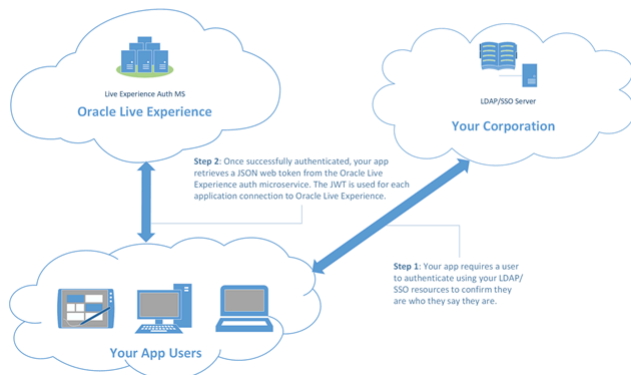 Live Experience Auth MS
Oracle Live Experience
LDAP/SSO Server
Your Corporation
Step 2: Once successfully authenticated, your app
retrieves a JSON web token from the Oracle Live
Experience auth microservice. The JWT is used for each
application connection to Oracle Live Experience.
Step 1: Your app requires a user
to authenticate using your LDAP/
SSO resources to confirm they
are who they say they are.
Your App Users